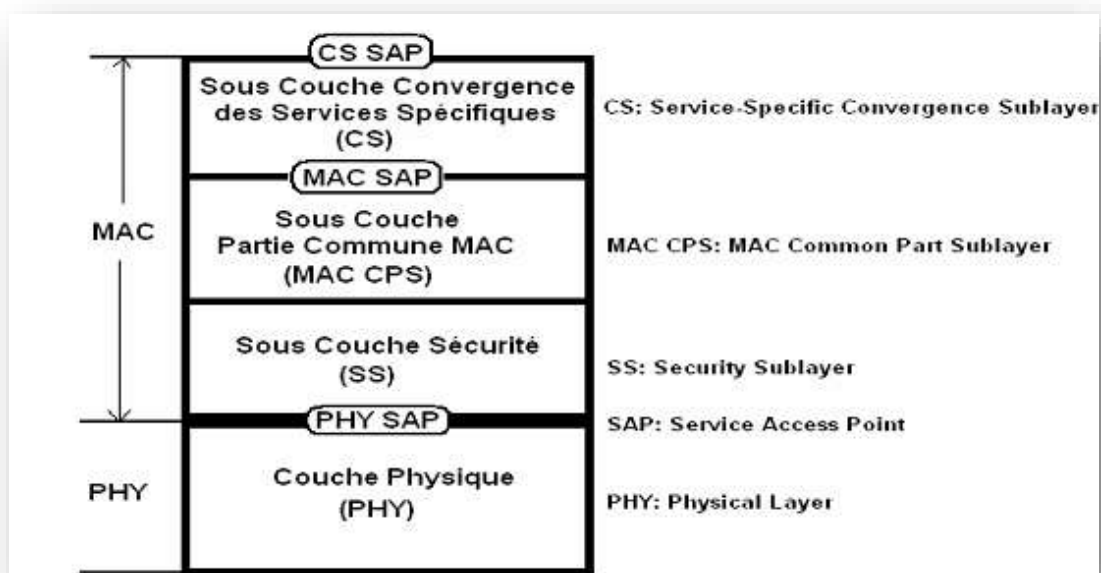 CS SAP
Sous Couche Convergence
des Services Spécifiques
(CS)
CS: Service-Specific Convergence Sublayer
MAC SAP
MAC
Sous Couche
Partie Commune MAC
(MAC CPS)
MAC CPS: MAC Common Part Sublayer
Sous Couche Sécurité
(SS)
SS: Security Sublayer
PHY SAP
SAP: Service Access Point
PHY
Couche Physique
(PHY)
PHY: Physical Layer